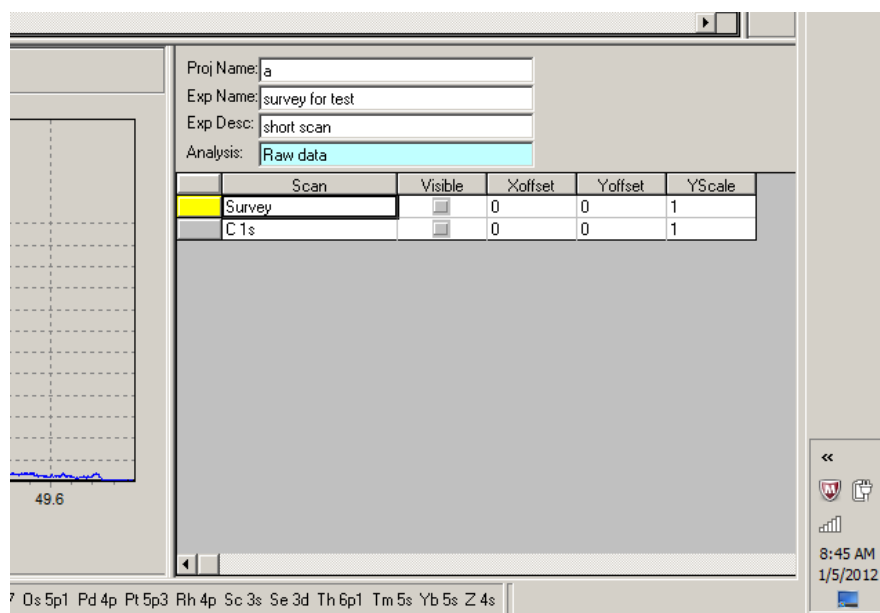 Proj Name: a
Exp Name: survey for test
Exp Desc: short scan
Analysis: Raw data
Scan Visible Xoffset Yoffset YScale
Survey 0 0 1
C 1s 0 0 1
49.6
8:45 AM
1/5/2012
Os 5p1 Pd 4p Pt 5p3 Rh 4p Sc 3s Se 3d Th 6p1 Tm 5s Yb 5s Z 4s